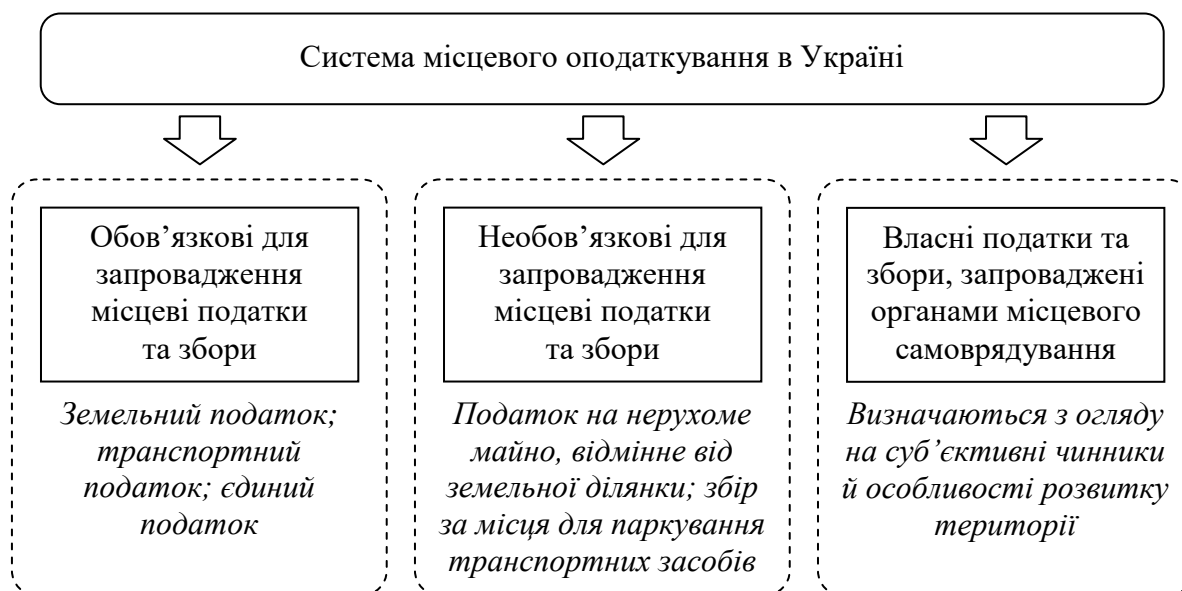 Система місцевого оподаткування в Україні
Обов’язкові для
запровадження
місцеві податки
та збори
Земельний податок;
транспортний
податок; єдиний
податок
Необов’язкові для
запровадження
місцеві податки
та збори
Податок на нерухоме
майно, відмінне від
земельної ділянки; збір
за місця для паркування
транспортних засобів
Власні податки та
збори, запроваджені
органами місцевого
самоврядування
Визначаються з огляду
на суб’єктивні чинники
й особливості розвитку
території